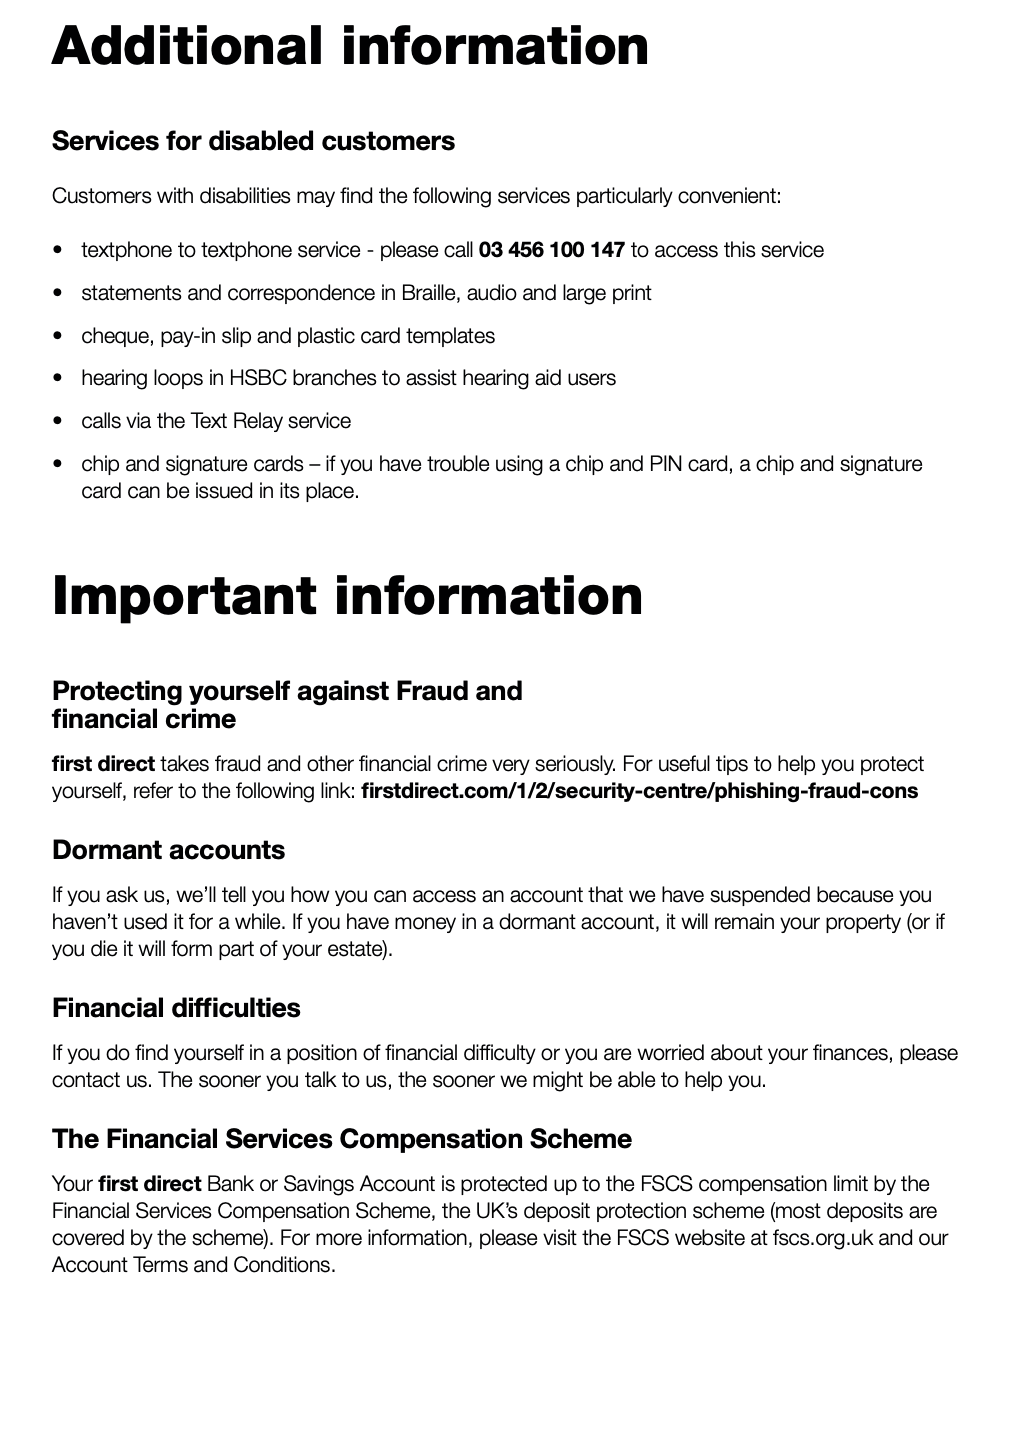 Additional information
Services for disabled customers
Customers with disabilities may find the following services particularly convenient:
• textphone to textphone service - please call 03 456 100 147 to access this service
• statements and correspondence in Braille, audio and large print
• cheque, pay-in slip and plastic card templates
• hearing loops in HSBC branches to assist hearing aid users
• calls via the Text Relay service
• chip and signature cards – if you have trouble using a chip and PIN card, a chip and signature
card can be issued in its place.
Important information
Protecting yourself against Fraud and
financial crime
first direct takes fraud and other financial crime very seriously. For useful tips to help you protect
yourself, refer to the following link: firstdirect.com/1/2/security-centre/phishing-fraud-cons
Dormant accounts
If you ask us, we’ll tell you how you can access an account that we have suspended because you
haven’t used it for a while. If you have money in a dormant account, it will remain your property (or if
you die it will form part of your estate).
Financial difficulties
If you do find yourself in a position of financial difficulty or you are worried about your finances, please
contact us. The sooner you talk to us, the sooner we might be able to help you.
The Financial Services Compensation Scheme
Your first direct Bank or Savings Account is protected up to the FSCS compensation limit by the
Financial Services Compensation Scheme, the UK’s deposit protection scheme (most deposits are
covered by the scheme). For more information, please visit the FSCS website at fscs.org.uk and our
Account Terms and Conditions.